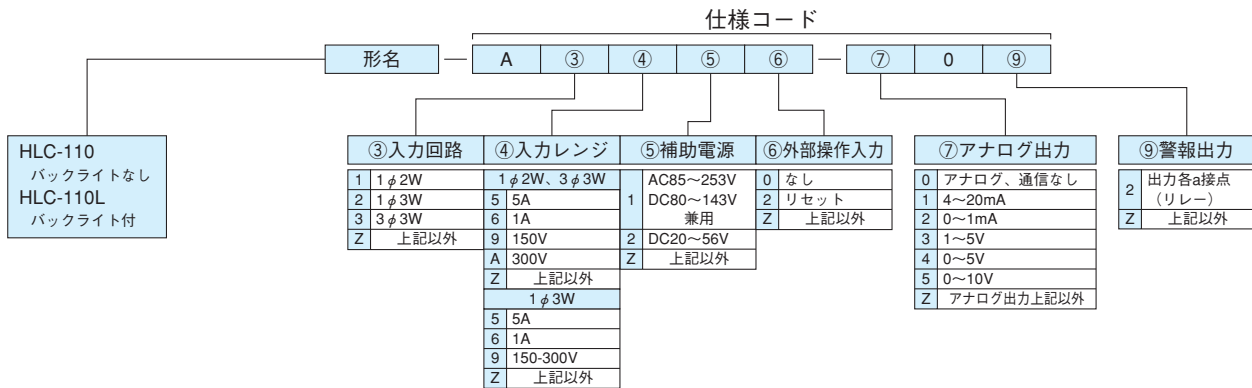 仕様コード
形名 — A ③ ④ ⑤ ⑥ — ⑦ 0 ⑨
HLC-110
バックライトなし
HLC-110L
バックライト付
③入力回路
1 1φ2W
2 1φ3W
3 3φ3W
Z 上記以外
④入力レンジ
1φ2W、3φ3W
5 5A
6 1A
9 150V
A 300V
Z 上記以外
1φ3W
5 5A
6 1A
9 150-300V
Z 上記以外
⑤補助電源
1 AC85〜253V
DC80〜143V
兼用
2 DC20〜56V
Z 上記以外
⑥外部操作入力
0 なし
2 リセット
Z 上記以外
⑦アナログ出力
0 アナログ、通信なし
1 4〜20mA
2 0〜1mA
3 1〜5V
4 0〜5V
5 0〜10V
Z アナログ出力上記以外
⑨警報出力
2 出力各a接点
（リレー）
Z 上記以外